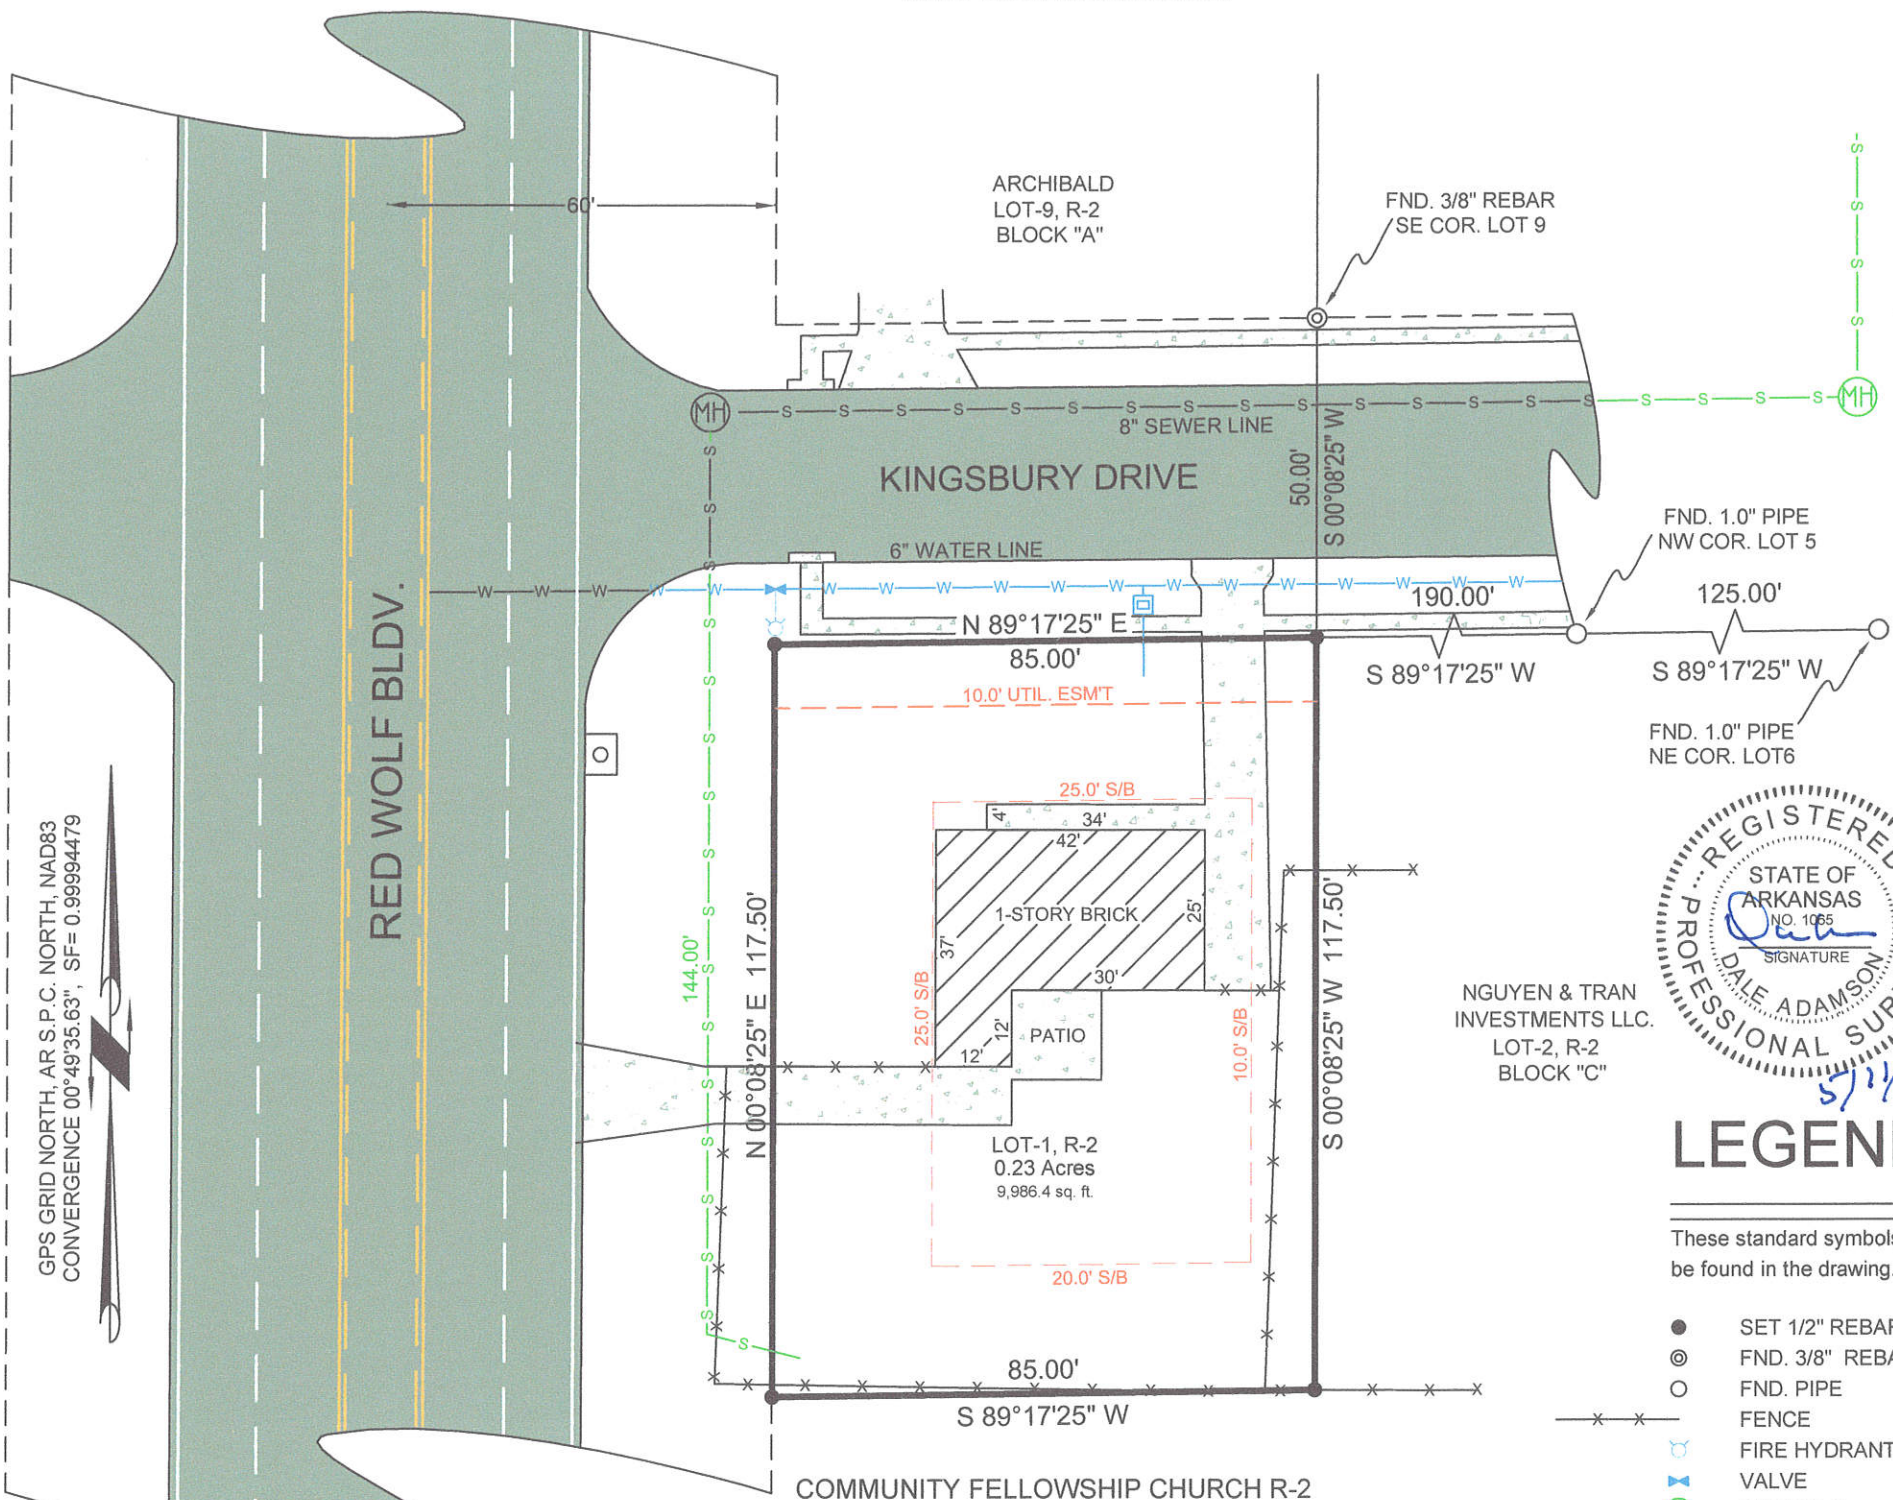 60'
ARCHIBALD
LOT-9, R-2
BLOCK "A"
FND. 3/8" REBAR
SE COR. LOT 9
MH
S S S S S S S S S S S S S S S S S S S
MH
8" SEWER LINE
KINGSBURY DRIVE
50.00'
S 00°08'25" W
6" WATER LINE
FND. 1.0" PIPE
NW COR. LOT 5
W W W W W W W W W W W W W W W W
190.00'
125.00'
N 89°17'25" E
85.00'
S 89°17'25" W
S 89°17'25" W
10.0' UTIL. ESM'T
FND. 1.0" PIPE
NE COR. LOT6
RED WOLF BLDV.
GPS GRID NORTH, AR S.P.C. NORTH, NAD83
CONVERGENCE 00°49'35.63", SF= 0.99994479
25.0' S/B
4'
34'
42'
1-STORY BRICK
25'
37'
30'
12'
12'
PATIO
25.0' S/B
10.0' S/B
144.00'
N 00°08'25" E 117.50'
S 00°08'25" W 117.50'
NGUYEN & TRAN
INVESTMENTS LLC.
LOT-2, R-2
BLOCK "C"
REGISTERED
PROFESSIONAL
STATE OF
ARKANSAS
NO. 1065
SIGNATURE
DALE ADAMSON
LOT-1, R-2
0.23 Acres
9,986.4 sq. ft.
20.0' S/B
85.00'
S 89°17'25" W
COMMUNITY FELLOWSHIP CHURCH R-2
These standard symbols
be found in the drawing.
SET 1/2"
FND. 3/8"
FND. PIPE
X X FENCE
FIRE HYDRANT
VALVE